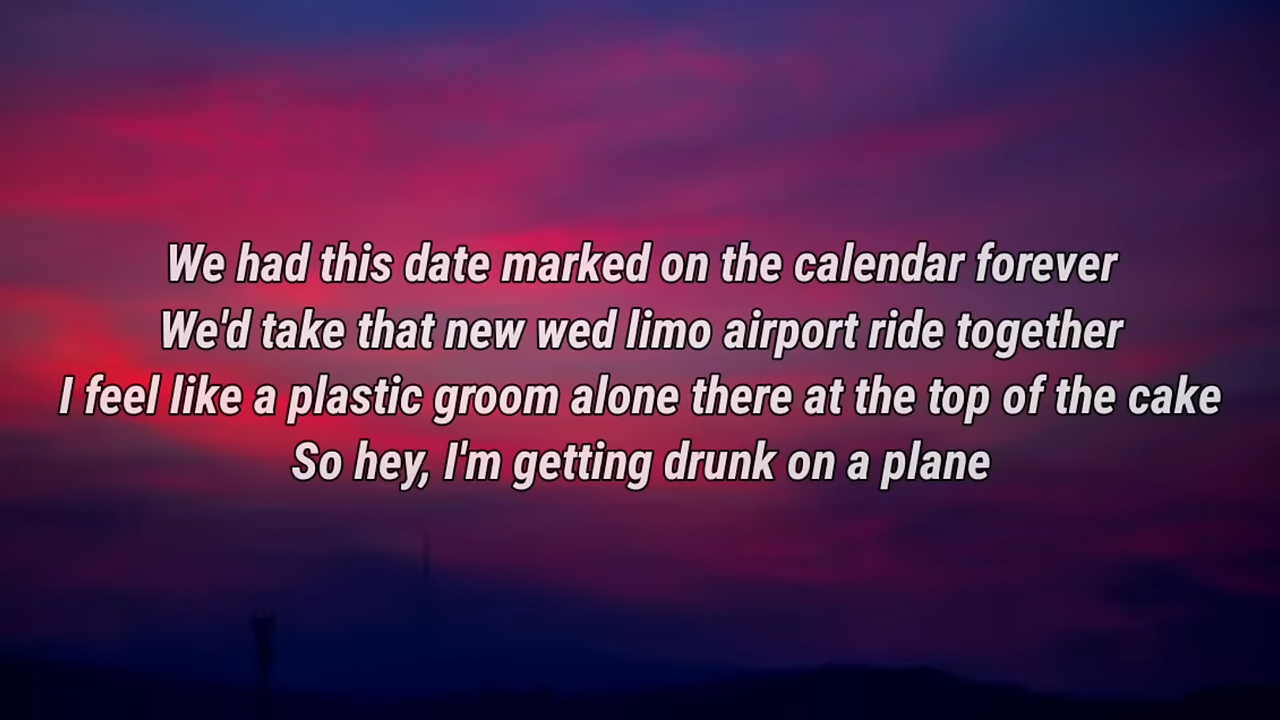 We had this date marked on the calendar forever
We'd take that new wed limo airport ride together
I feel like a plastic groom alone there at the top of the cake
So hey, I'm getting drunk on a plane